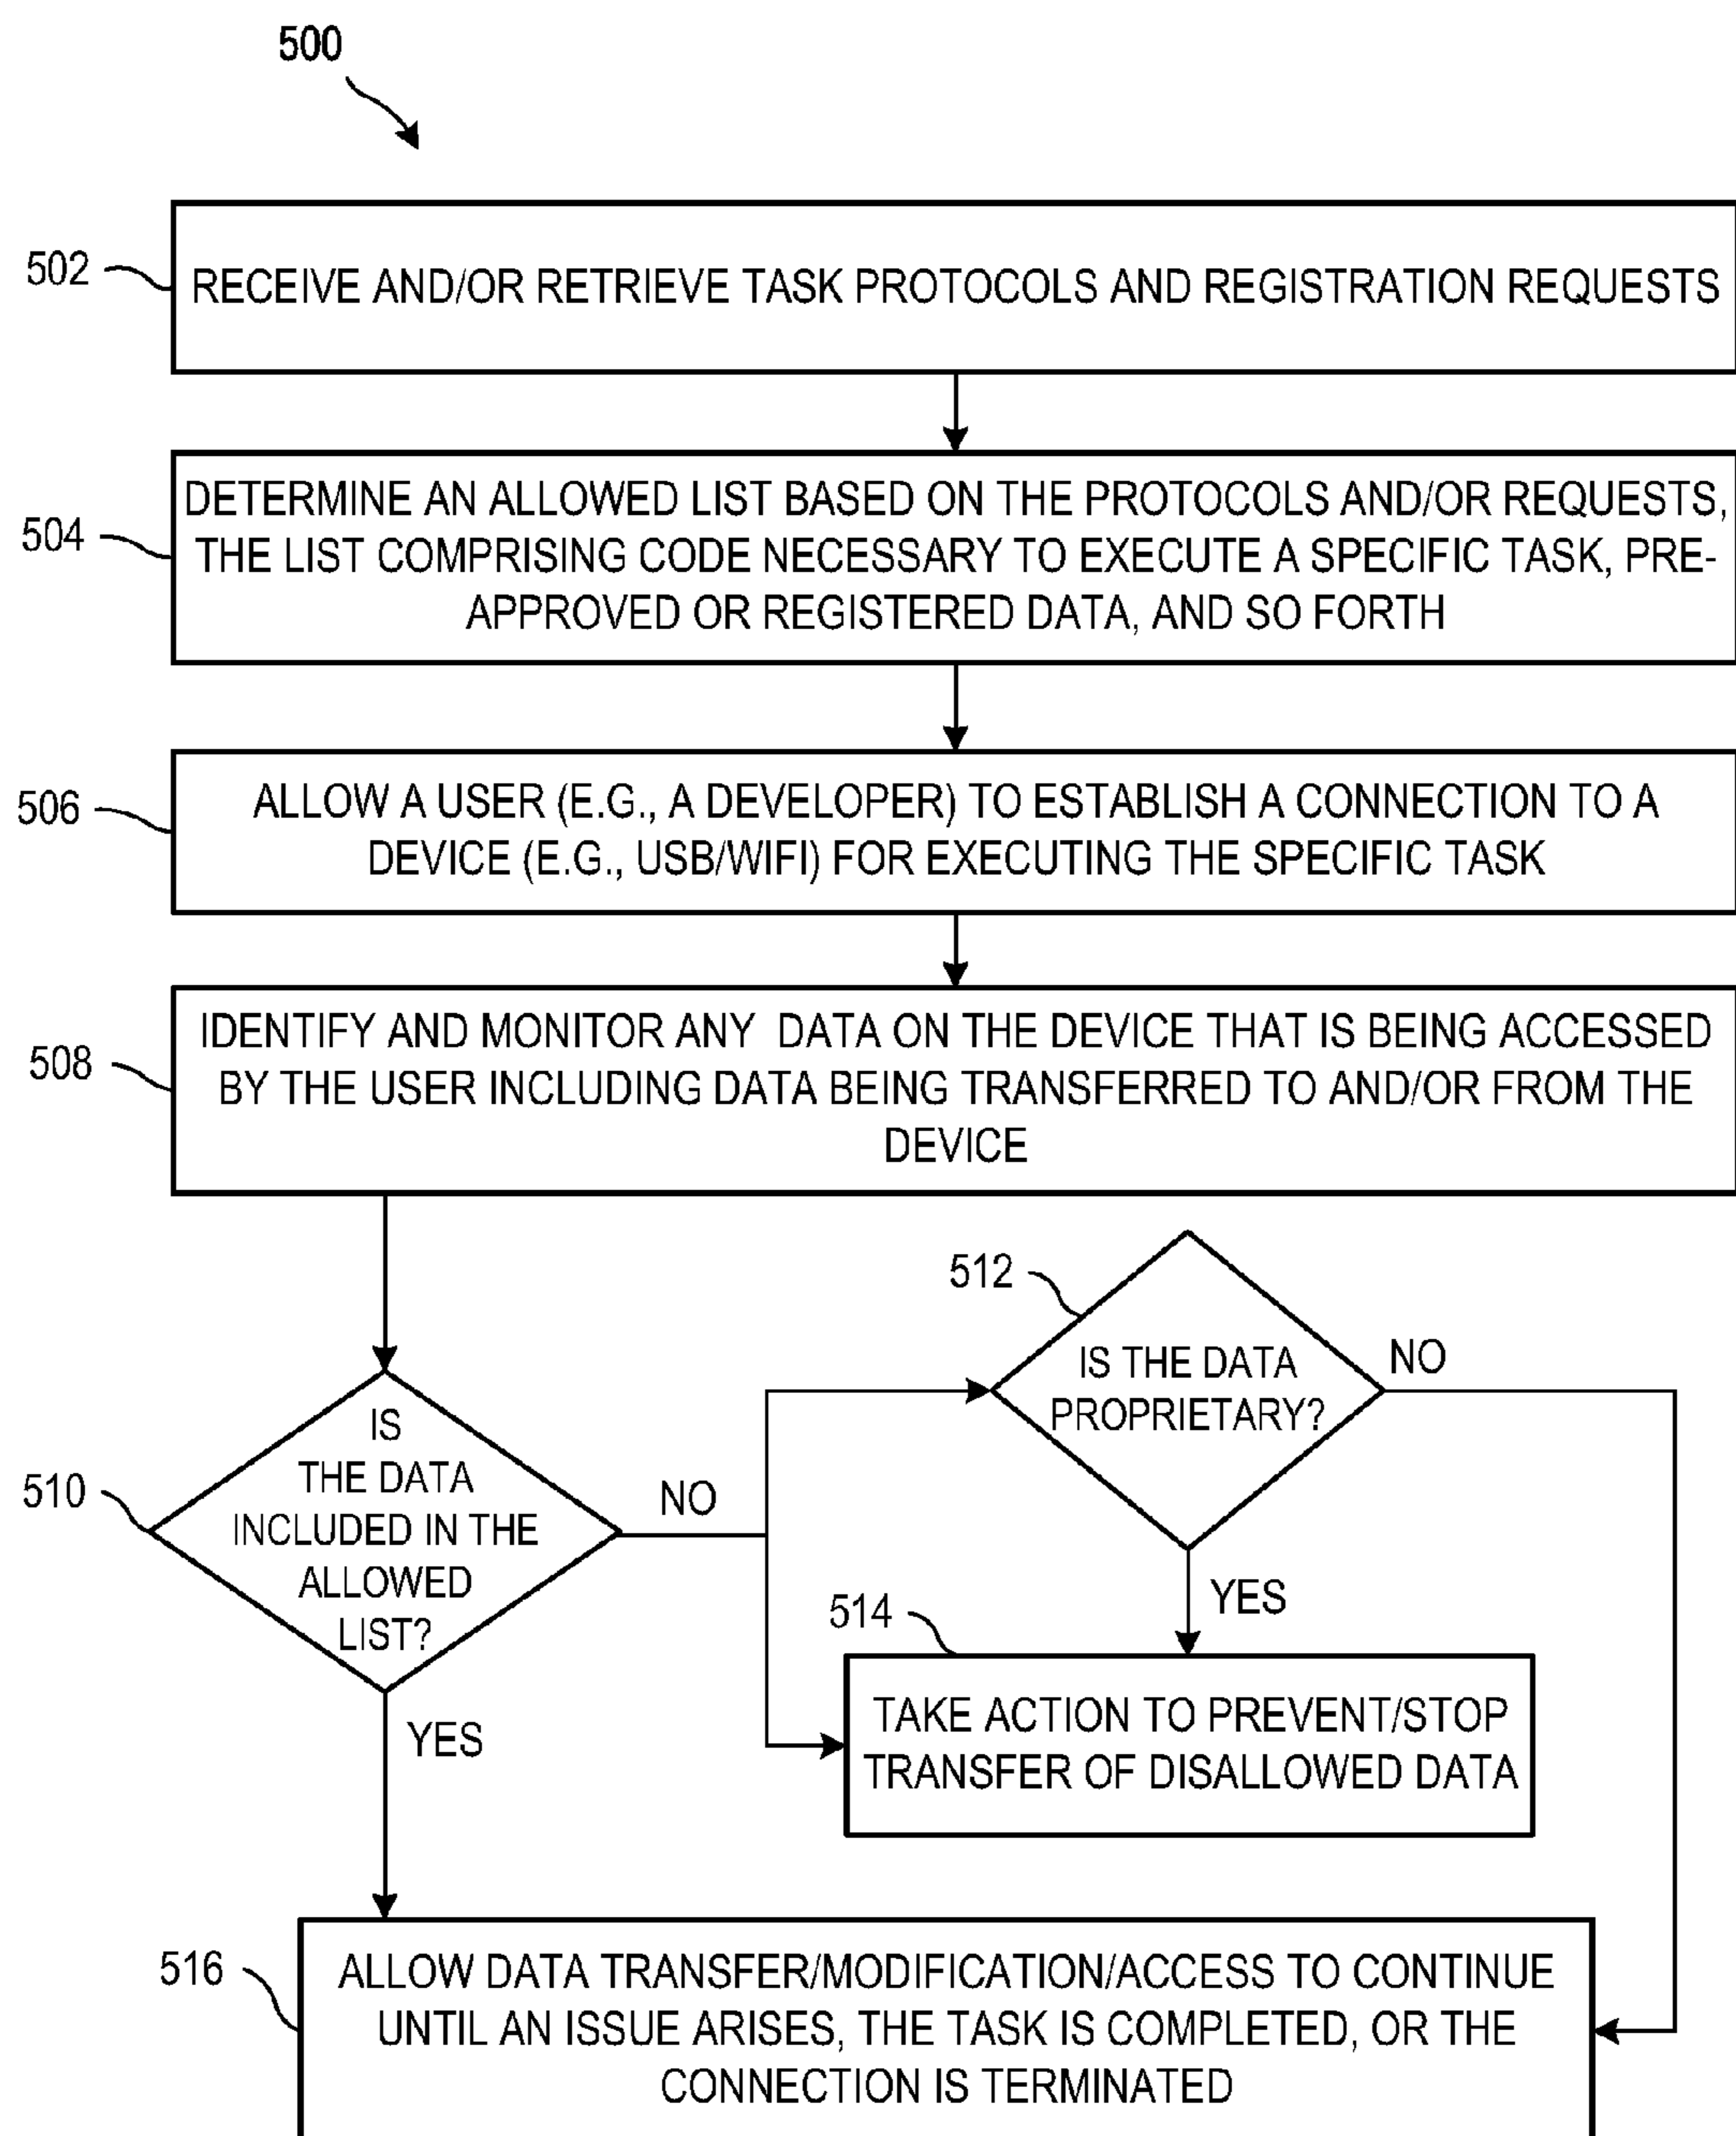 500
502
RECEIVE AND/OR RETRIEVE TASK PROTOCOLS AND REGISTRATION REQUESTS
504
DETERMINE AN ALLOWED LIST BASED ON THE PROTOCOLS AND/OR REQUESTS,
THE LIST COMPRISING CODE NECESSARY TO EXECUTE A SPECIFIC TASK, PRE-
APPROVED OR REGISTERED DATA, AND SO FORTH
506
ALLOW A USER (E.G., A DEVELOPER) TO ESTABLISH A CONNECTION TO A
DEVICE (E.G., USB/WIFI) FOR EXECUTING THE SPECIFIC TASK
508
IDENTIFY AND MONITOR ANY DATA ON THE DEVICE THAT IS BEING ACCESSED
BY THE USER INCLUDING DATA BEING TRANSFERRED TO AND/OR FROM THE
DEVICE
510
IS
THE DATA
INCLUDED IN THE
ALLOWED
LIST?
NO
YES
512
IS THE DATA
PROPRIETARY?
NO
YES
514
TAKE ACTION TO PREVENT/STOP
TRANSFER OF DISALLOWED DATA
516
ALLOW DATA TRANSFER/MODIFICATION/ACCESS TO CONTINUE
UNTIL AN ISSUE ARISES, THE TASK IS COMPLETED, OR THE
CONNECTION IS TERMINATED